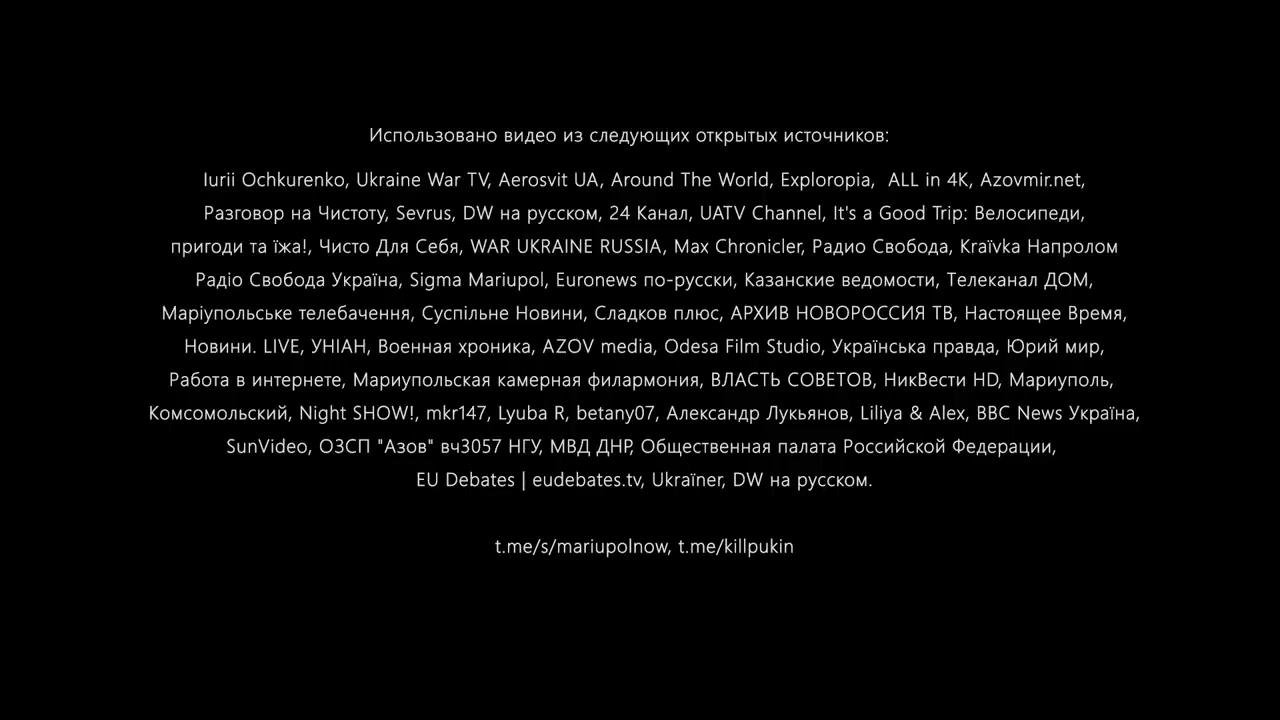 Использовано видео из следующих открытых источников:
Iurii Ochkurenko, Ukraine War TV, Aerosvit UA, Around The World, Exploropia, ALL in 4K, Azovmir.net,
Разговор на Чистоту, Sevrus, DW на русском, 24 Канал, UATV Channel, It's a Good Trip: Велосипеди,
пригоди та їжа!, Чисто Для Себя, WAR UKRAINE RUSSIA, Max Chronicler, Радио Свобода, Kraїvka Напролом
Радіо Свобода Україна, Sigma Mariupol, Euronews по-русски, Казанские ведомости, Телеканал ДОМ,
Маріупольське телебачення, Суспільне Новини, Сладков плюс, АРХИВ НОВОРОССИЯ ТВ, Настоящее Время,
Новини. LIVE, УНІАН, Военная хроника, AZOV media, Odesa Film Studio, Українська правда, Юрий мир,
Работа в интернете, Мариупольская камерная филармония, ВЛАСТЬ СОВЕТОВ, НикВести HD, Мариуполь,
Комсомольский, Night SHOW!, mkr147, Lyuba R, betany07, Александр Лукьянов, Liliya & Alex, BBC News Україна,
SunVideo, ОЗСП "Азов" вч3057 НГУ, МВД ДНР, Общественная палата Российской Федерации,
EU Debates | eudebates.tv, Ukraїner, DW на русском.
t.me/s/mariupolnow, t.me/killpukin